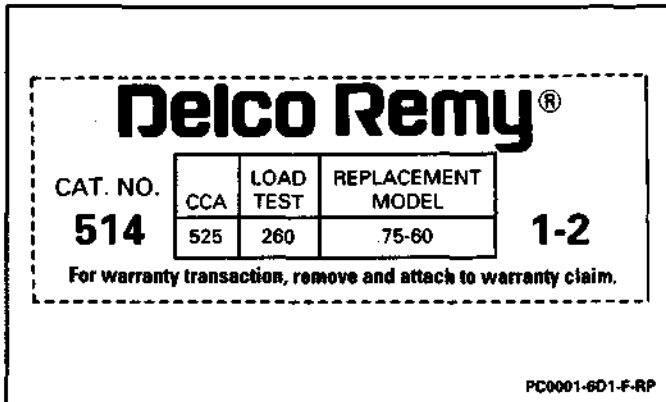 Delco Remy®
CAT. NO.
514
CCA
LOAD TEST
REPLACEMENT MODEL
525
260
75-60
1-2
For warranty transaction, remove and attach to warranty claim.
PC0001-6D1-F-RP